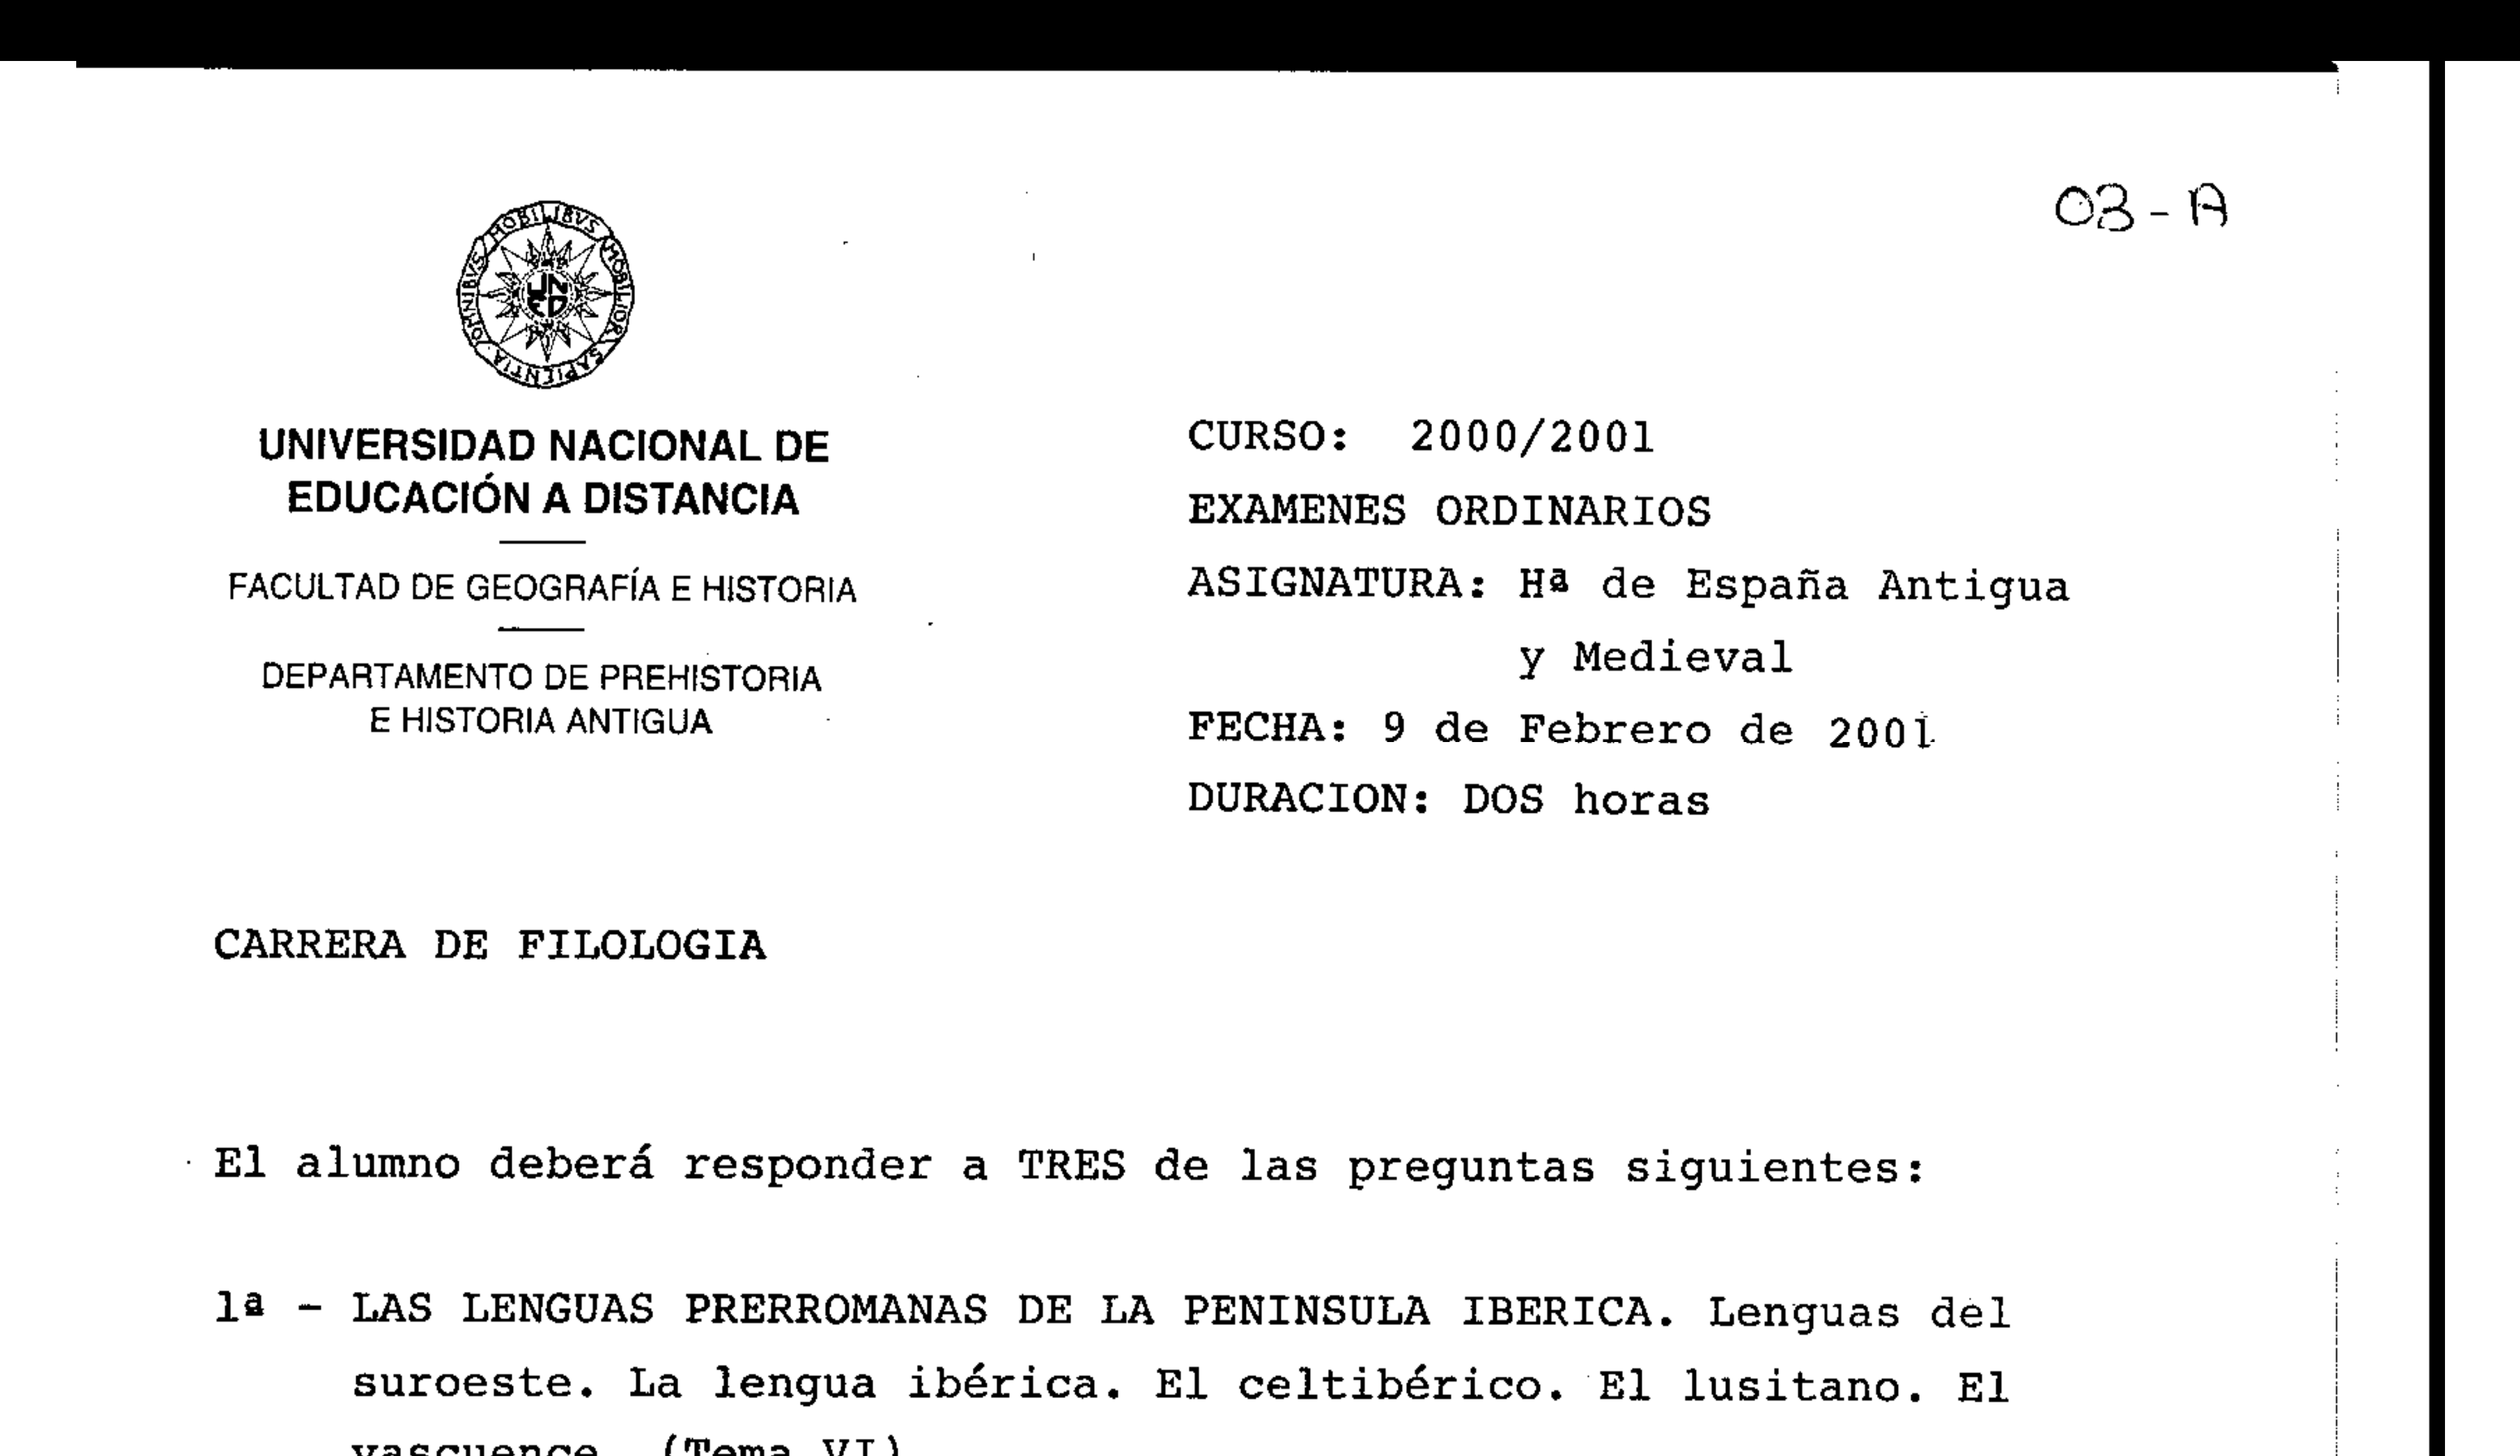 03-A
OMNIBVS MOBILIBVS MOBILIOR SAPIENTIA
UNED
UNIVERSIDAD NACIONAL DE
EDUCACIÓN A DISTANCIA
FACULTAD DE GEOGRAFÍA E HISTORIA
DEPARTAMENTO DE PREHISTORIA
E HISTORIA ANTIGUA
CURSO: 2000/2001
EXAMENES ORDINARIOS
ASIGNATURA: Hª de España Antigua
y Medieval
FECHA: 9 de Febrero de 2001
DURACION: DOS horas
CARRERA DE FILOLOGIA
El alumno deberá responder a TRES de las preguntas siguientes:
1ª - LAS LENGUAS PRERROMANAS DE LA PENINSULA IBERICA. Lenguas del
suroeste. La lengua ibérica. El celtibérico. El lusitano. El
vascuence. (Tema VI)